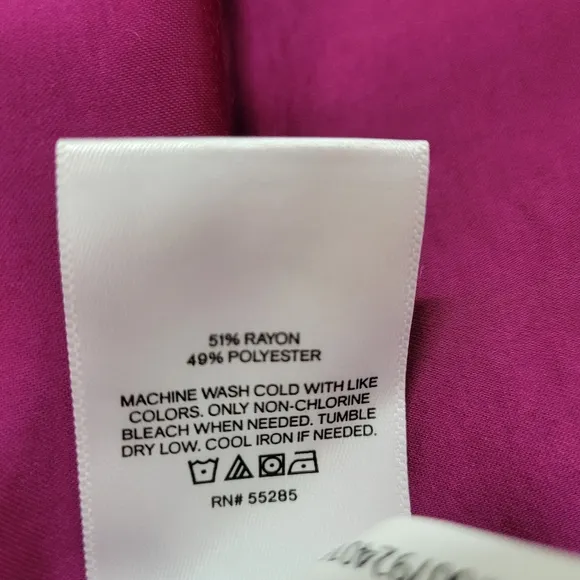 51% RAYON
49% POLYESTER
MACHINE WASH COLD WITH LIKE
COLORS. ONLY NON-CHLORINE
BLEACH WHEN NEEDED. TUMBLE
DRY LOW. COOL IRON IF NEEDED.
RN# 55285